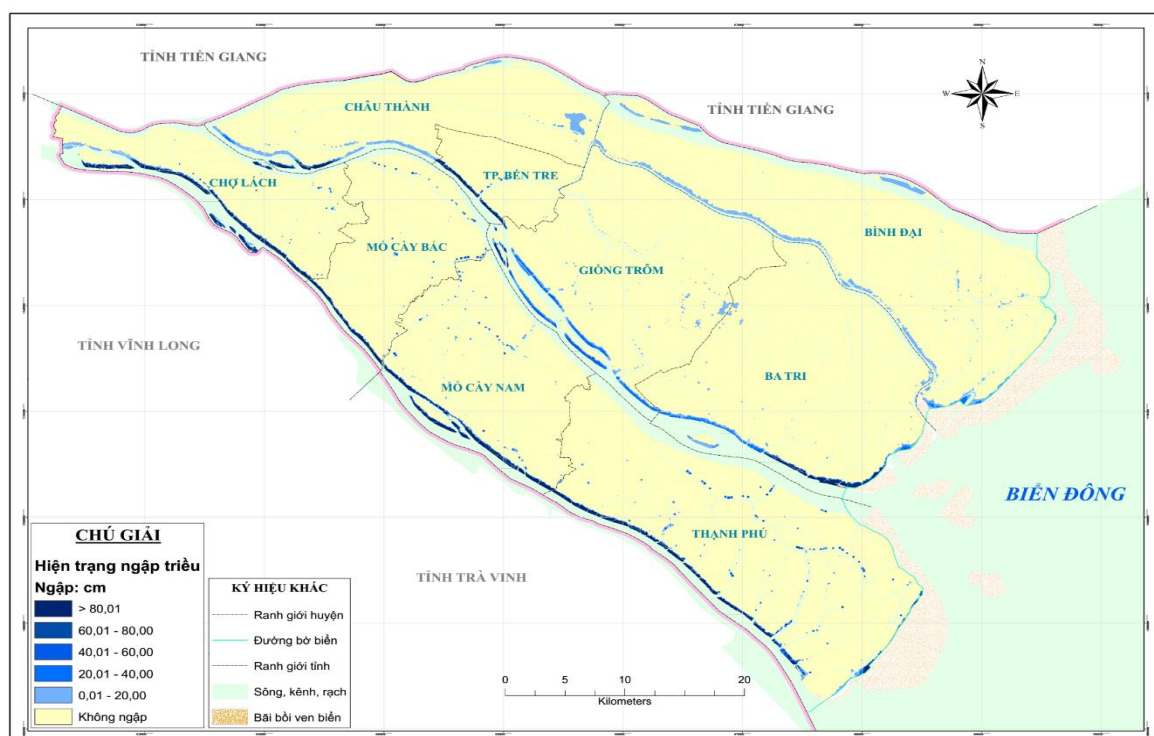 TỈNH TIỀN GIANG
TỈNH TIỀN GIANG
CHÂU THÀNH
N
W E
S
TP. BẾN TRE
CHỢ LÁCH
BÌNH ĐẠI
MỎ CÀY BẮC
GIỒNG TRÔM
TỈNH VĨNH LONG
BA TRI
MỎ CÀY NAM
BIỂN ĐÔNG
THẠNH PHÚ
TỈNH TRÀ VINH
CHÚ GIẢI
Hiện trạng ngập triều
Ngập: cm
> 80,01
60,01 - 80,00
40,01 - 60,00
20,01 - 40,00
0,01 - 20,00
Không ngập
KÝ HIỆU KHÁC
Ranh giới huyện
Đường bờ biển
Ranh giới tỉnh
Sông, kênh, rạch
Bãi bồi ven biển
0 5 10 20
Kilometers